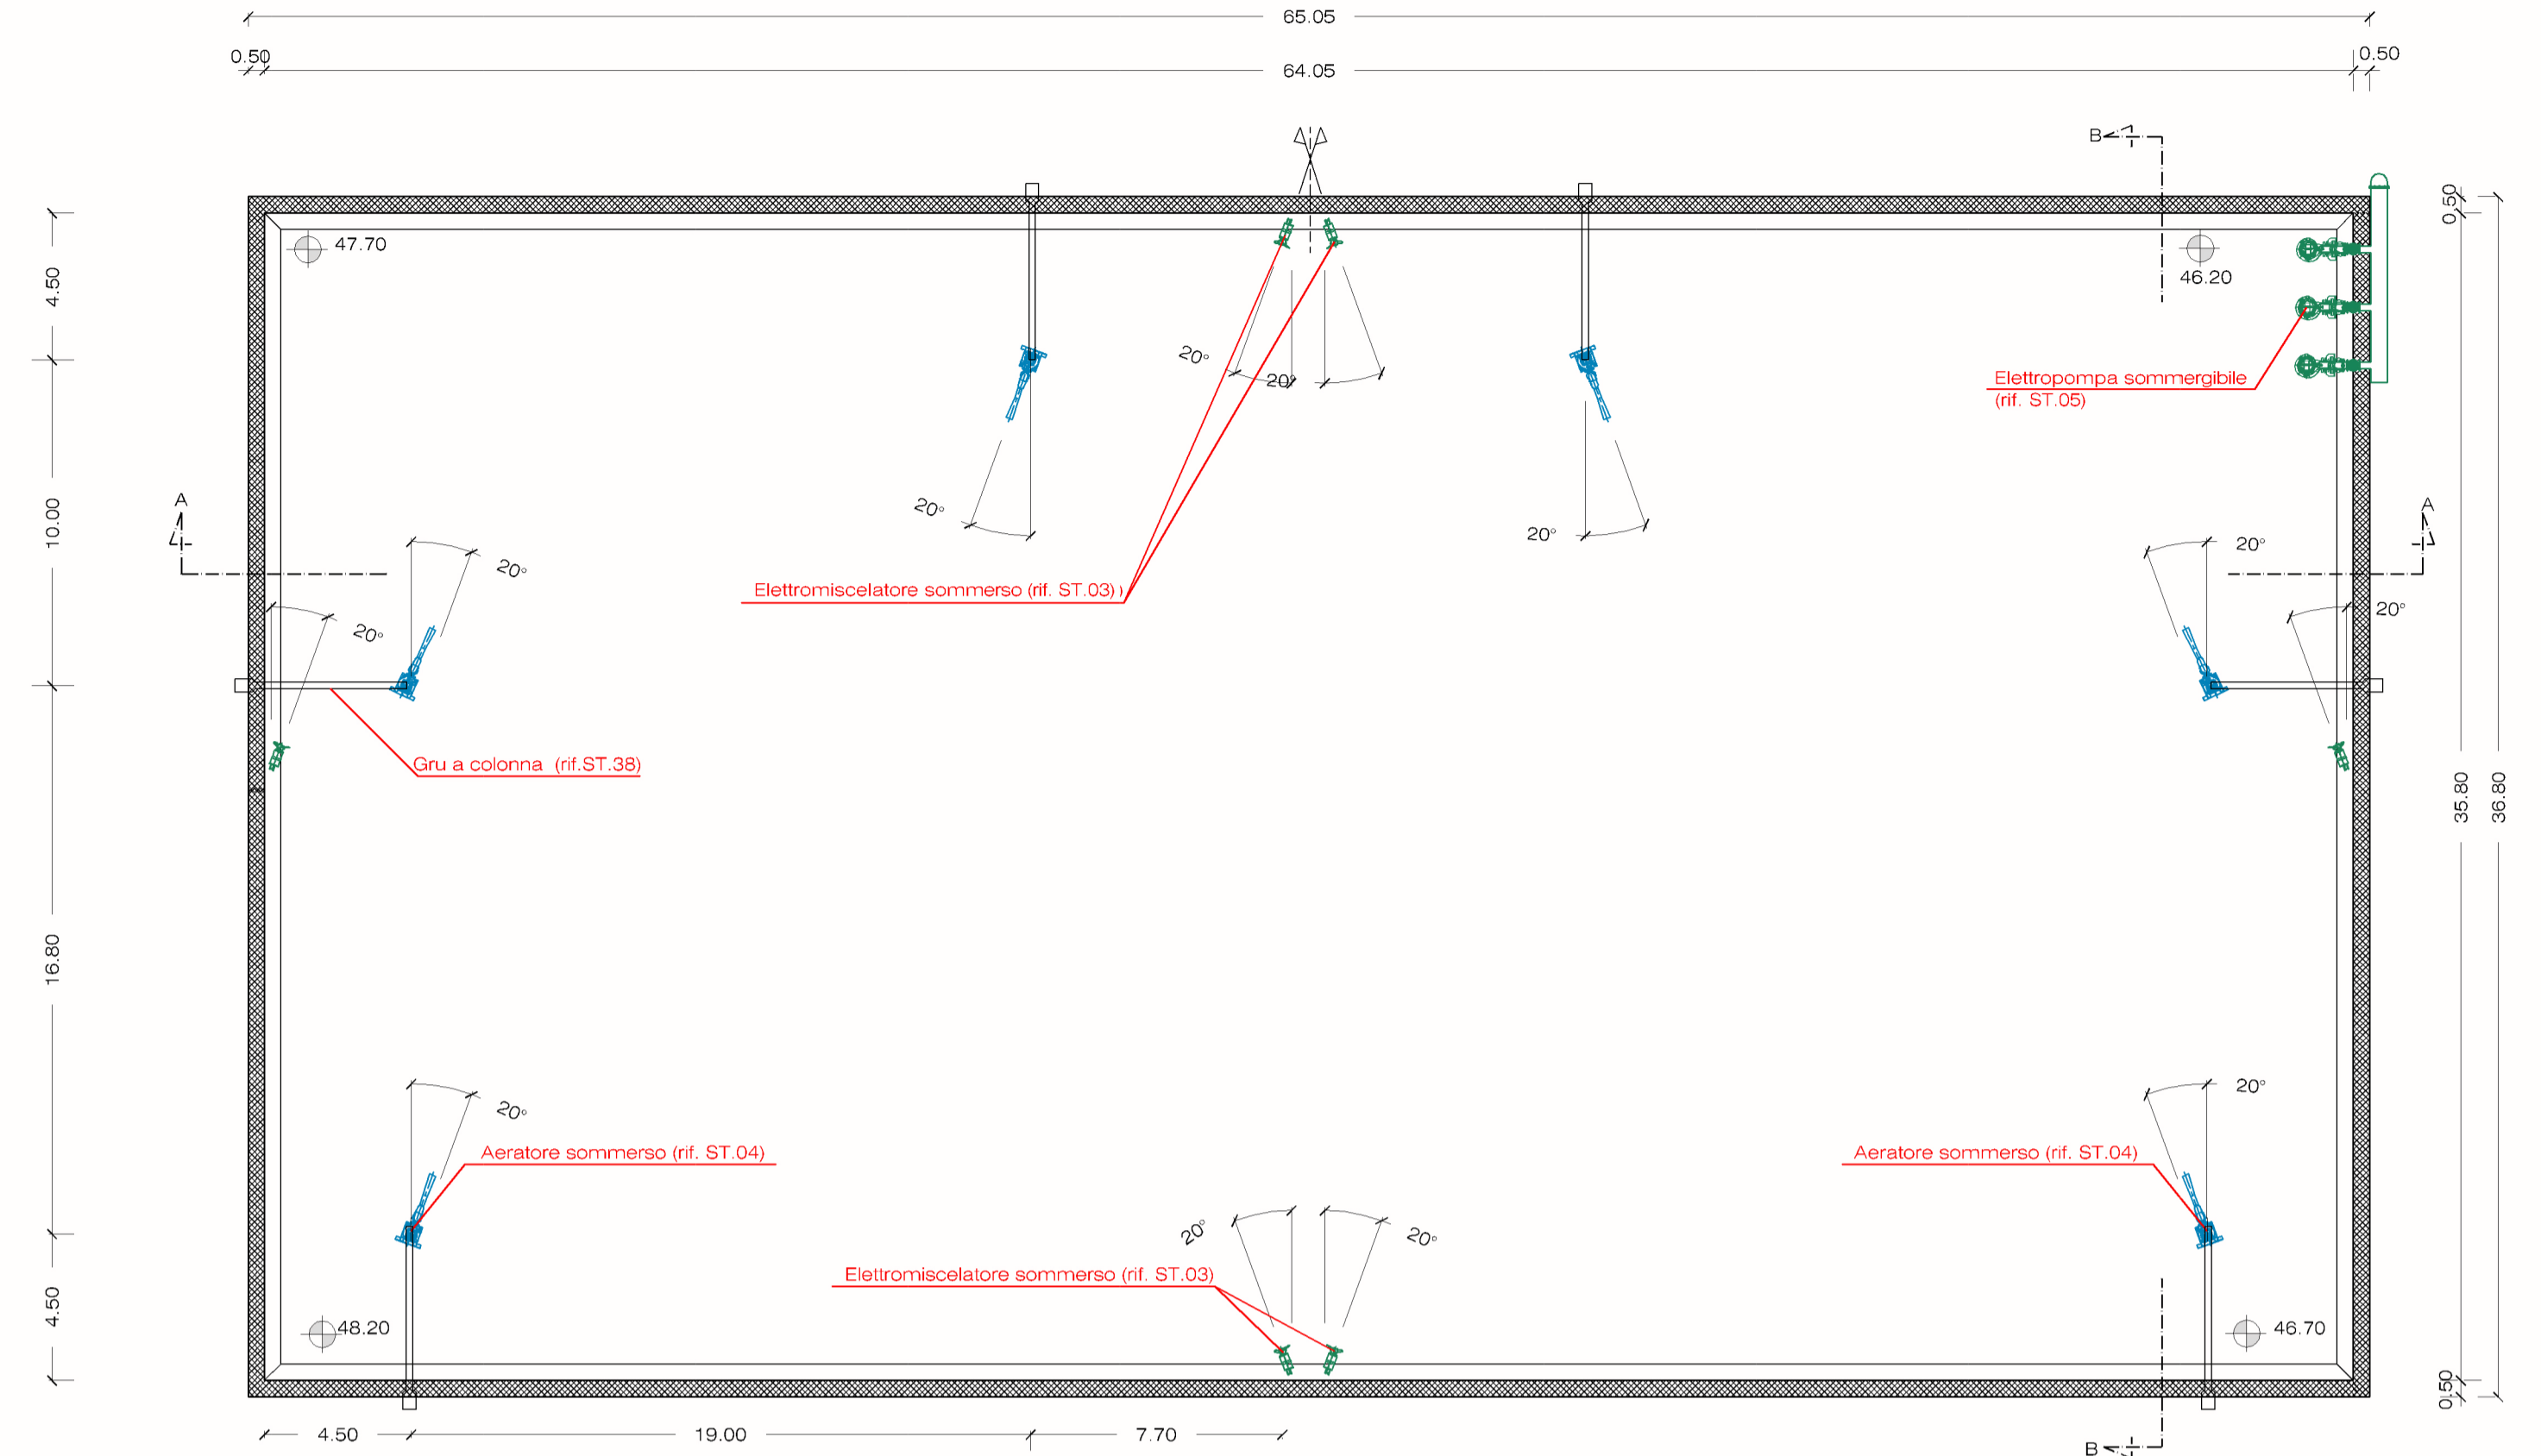 65.05
0.50
64.05
0.50
B
47.70
46.20
0.50
4.50
20°
20°
Elettropompa sommergibile
(rif. ST.05)
A
A
10.00
20°
20°
20°
20°
Elettromiscelatore sommerso (rif. ST.03))
20°
20°
Gru a colonna (rif.ST.38)
35.80
36.80
16.80
20°
20°
Aeratore sommerso (rif. ST.04)
Aeratore sommerso (rif. ST.04)
20°
20°
Elettromiscelatore sommerso (rif. ST.03)
4.50
48.20
46.70
0.50
4.50
19.00
7.70
B